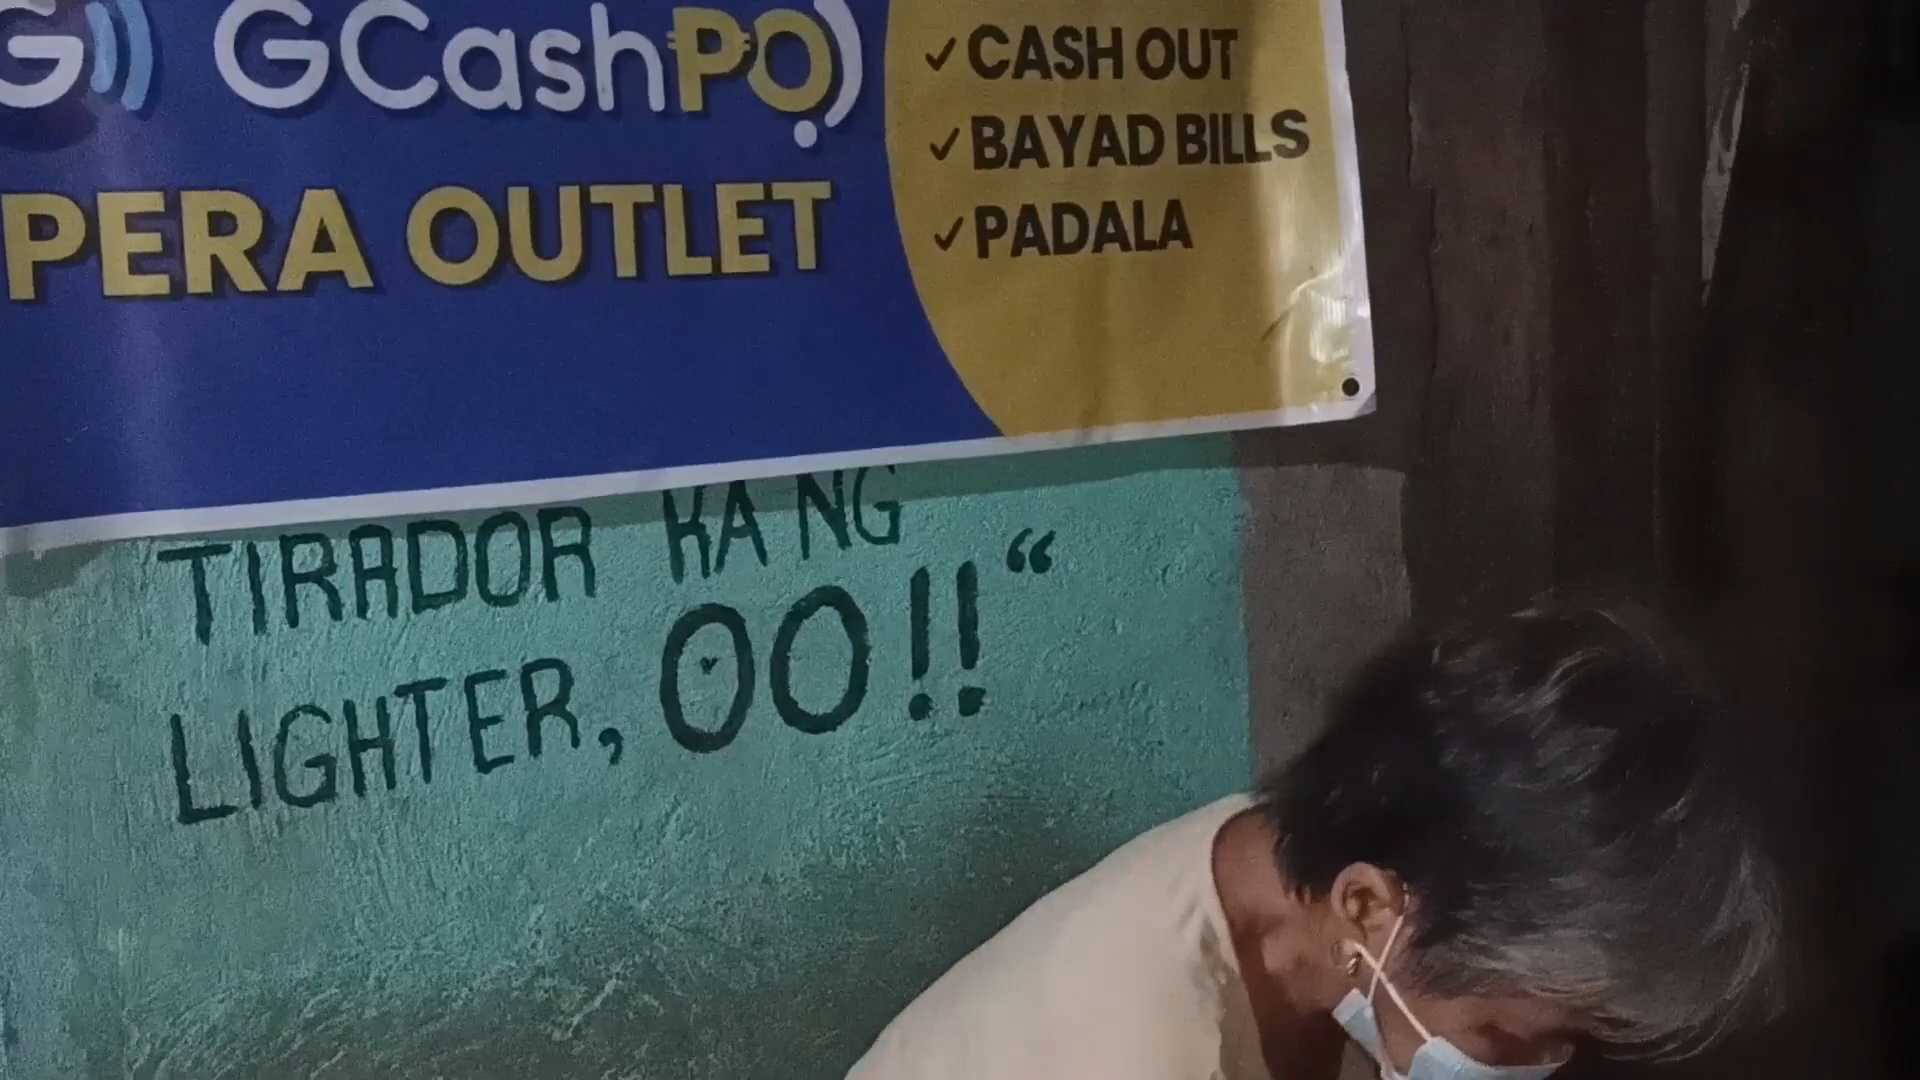 G GCashPO
PERA OUTLET
✓ CASH OUT
✓ BAYAD BILLS
✓ PADALA
TIRADOR KA NG
LIGHTER, OO!!“